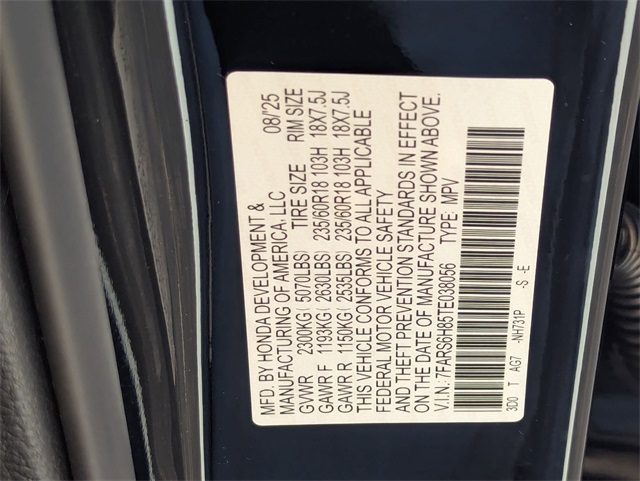 MFD. BY HONDA DEVELOPMENT & 08/'25
MANUFACTURING OF AMERICA, LLC
GVWR 2300KG ( 5070LBS) TIRE SIZE RIM SIZE
GAWR F 1193KG ( 2630LBS) 235/60R18 103H 18X7.5J
GAWR R 1150KG ( 2535LBS) 235/60R18 103H 18X7.5J
THIS VEHICLE CONFORMS TO ALL APPLICABLE
FEDERAL MOTOR VEHICLE SAFETY
AND THEFT PREVENTION STANDARDS IN EFFECT
ON THE DATE OF MANUFACTURE SHOWN ABOVE.
V.I.N.: 7FARS6H85TE038056 TYPE: MPV
3D0 T AG7 -NH731P -S -E